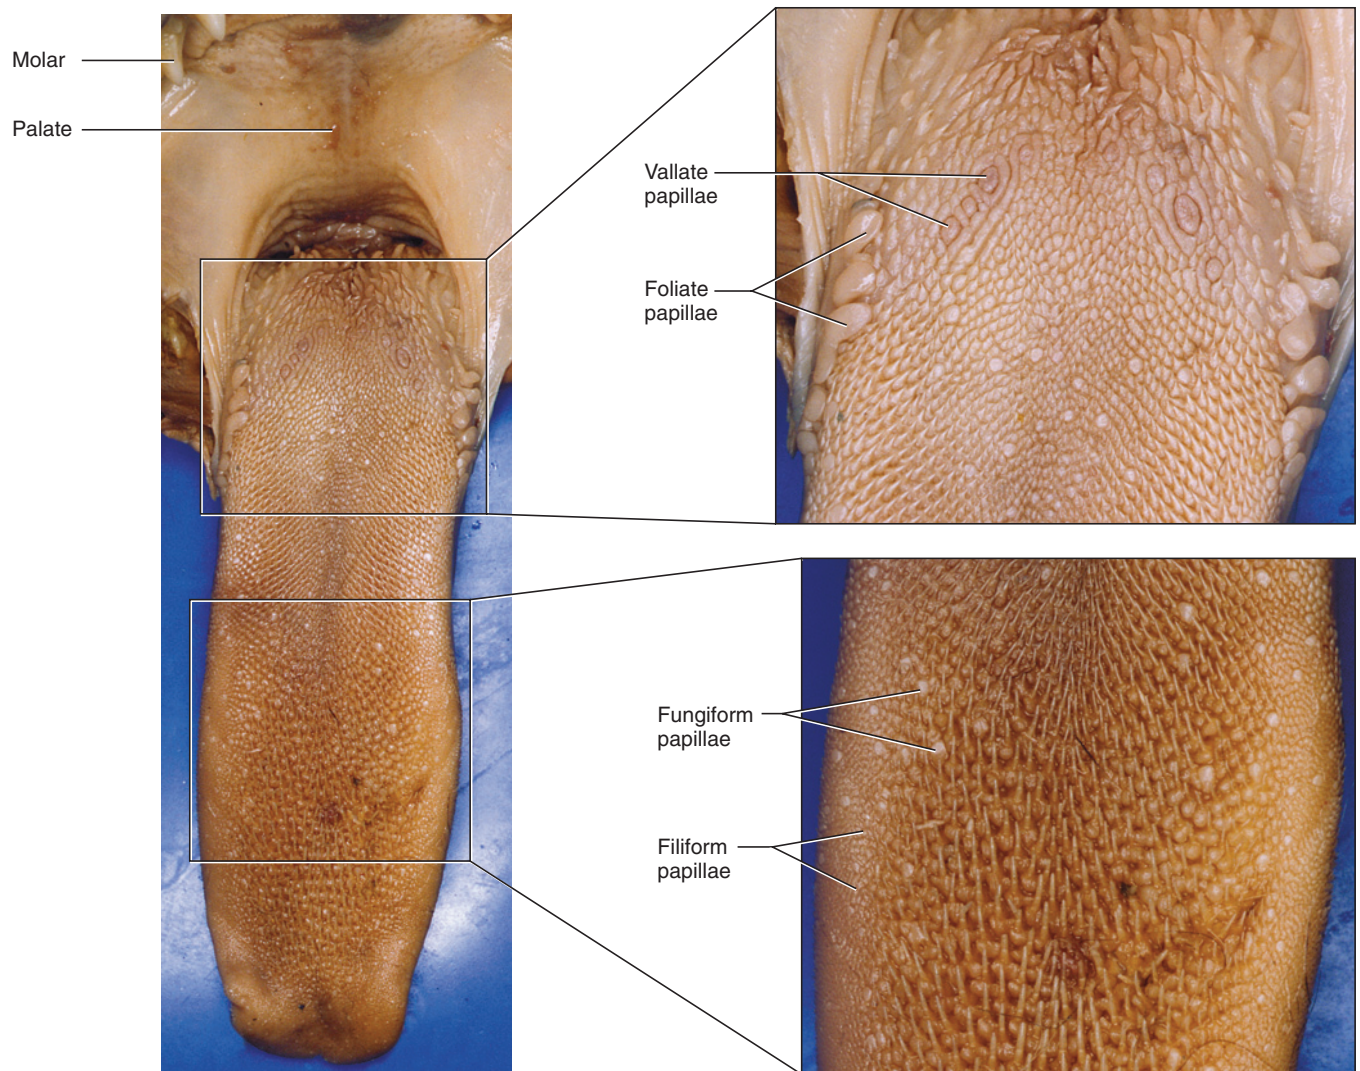 Molar
Palate
Vallate
papillae
Foliate
papillae
Fungiform
papillae
Filiform
papillae